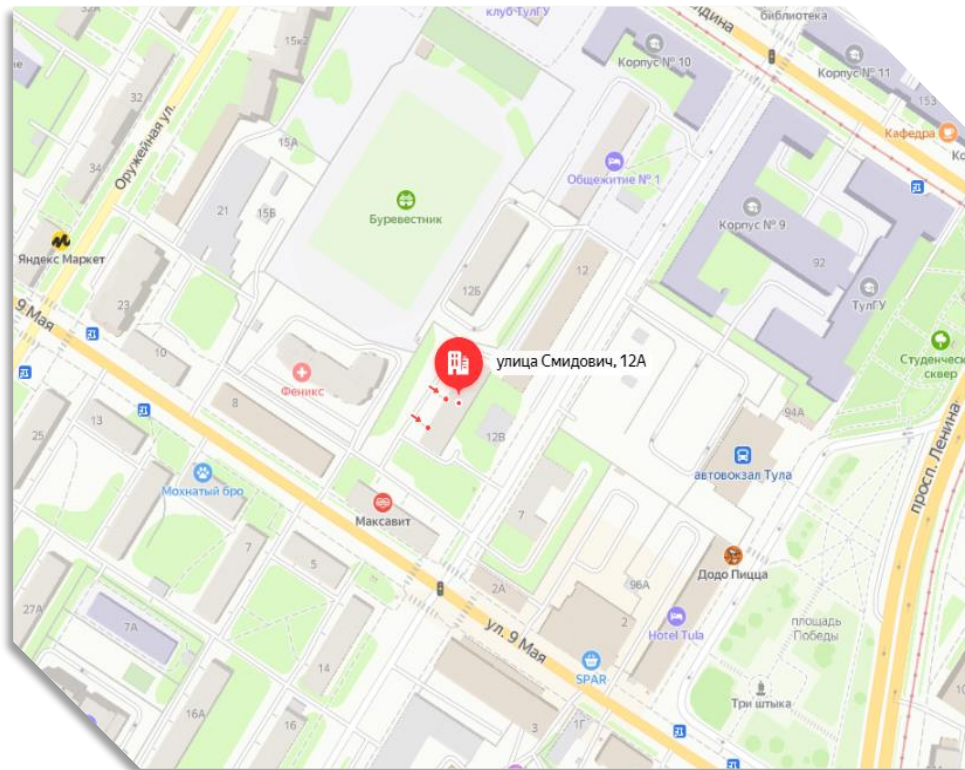 клуб ТулГУ
32А
15к2
Корпус № 10
библиотека
Корпус № 11
153
Кафедра
32
34
Оружейная ул.
15А
Общежитие № 1
21
15Б
Буревестник
Корпус № 9
92
ТулГУ
Яндекс Маркет
12Б
12
9 Мая
23
10
Феникс
улица Смидович, 12А
Студенческ
сквер
8
94А
13
25
12В
автовокзал Тула
просп. Ленина
Мохнатый бро
Максавит
7
7
5
Додо Пицца
2А
96А
27А
7А
ул. 9 Мая
2
Hotel Tula
площадь
Победы
14
SPAR
Три штыка
10
16А
16
3
1Г